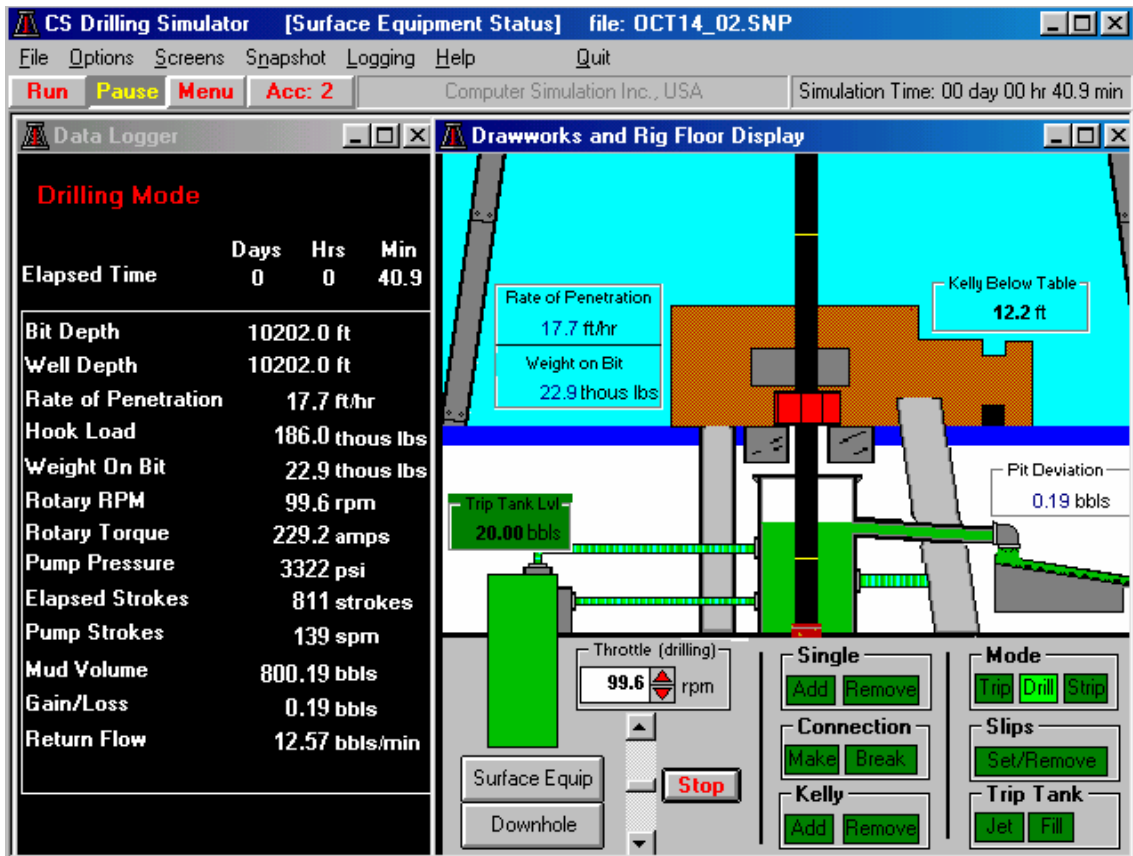 CS Drilling Simulator [Surface Equipment Status] file: OCT14_02.SNP
File Options Screens Snapshot Logging Help Quit
Run Pause Menu Acc: 2 Computer Simulation Inc., USA Simulation Time: 00 day 00 hr 40.9 min
Data Logger
Drilling Mode
Days Hrs Min
Elapsed Time 0 0 40.9
Bit Depth 10202.0 ft
Well Depth 10202.0 ft
Rate of Penetration 17.7 ft/hr
Hook Load 186.0 thous lbs
Weight On Bit 22.9 thous lbs
Rotary RPM 99.6 rpm
Rotary Torque 229.2 amps
Pump Pressure 3322 psi
Elapsed Strokes 811 strokes
Pump Strokes 139 spm
Mud Volume 800.19 bbls
Gain/Loss 0.19 bbls
Return Flow 12.57 bbls/min
Drawworks and Rig Floor Display
Rate of Penetration
17.7 ft/hr
Weight on Bit
22.9 thous lbs
Kelly Below Table
12.2 ft
Pit Deviation
0.19 bbls
Trip Tank Lvl
20.00 bbls
Throttle (drilling)
99.6 rpm
Surface Equip
Downhole
Stop
Single
Add Remove
Connection
Make Break
Kelly
Add Remove
Mode
Trip Drill Strip
Slips
Set/Remove
Trip Tank
Jet Fill